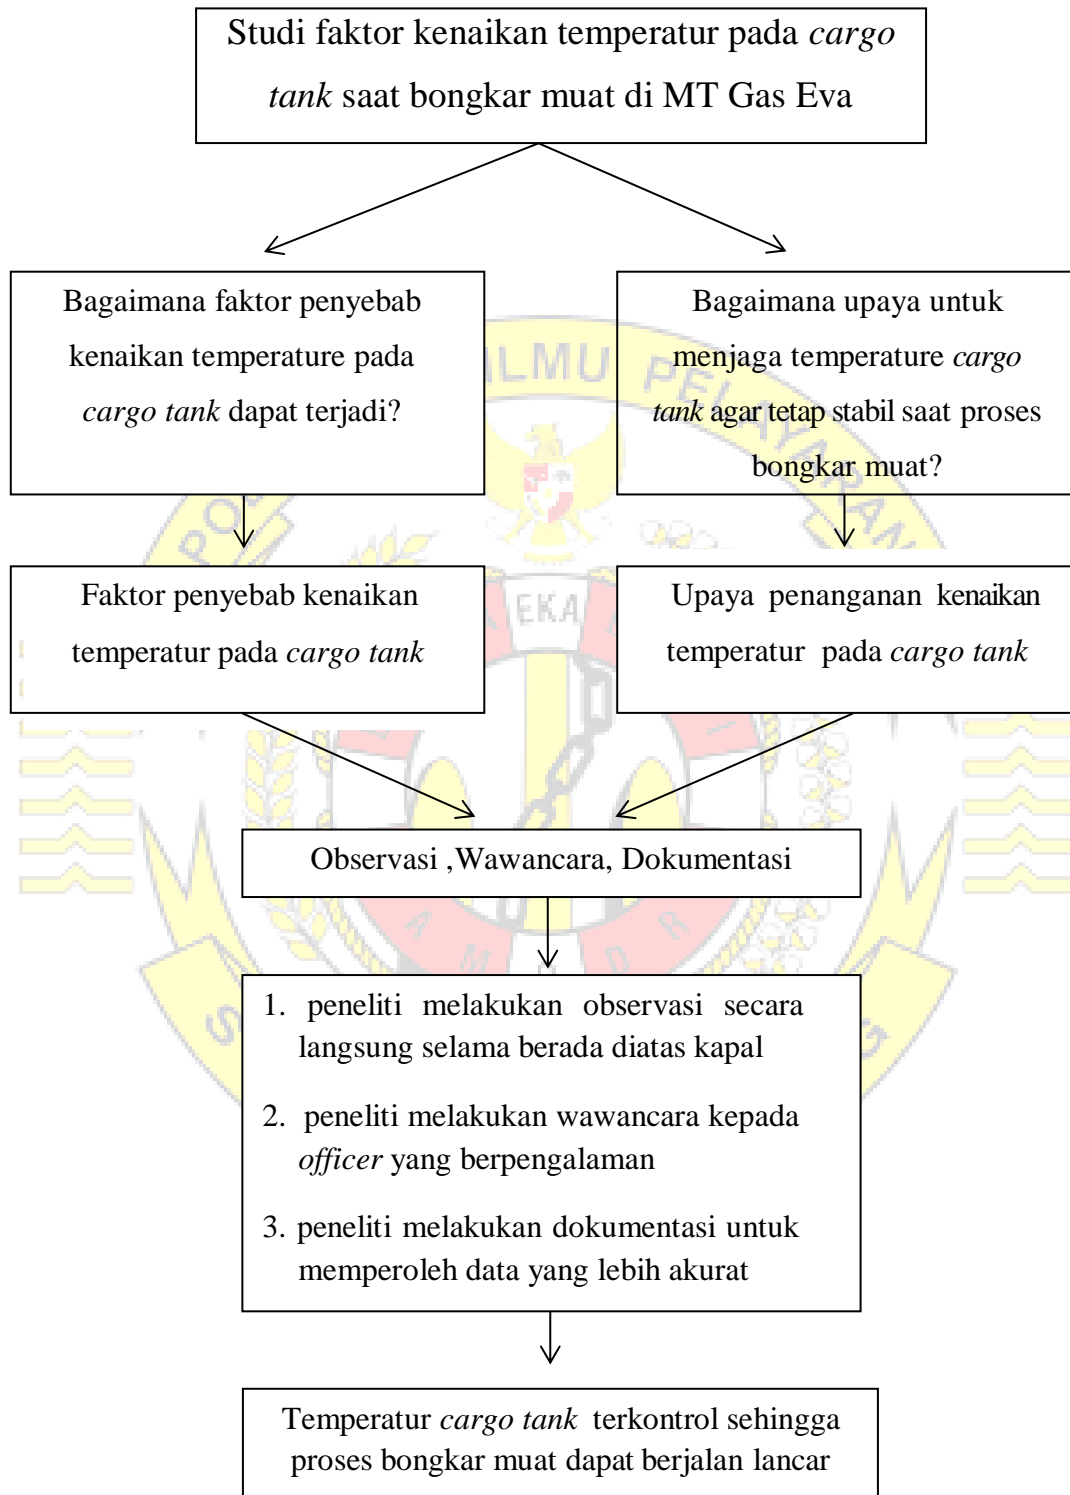 Studi faktor kenaikan temperatur pada cargo
tank saat bongkar muat di MT Gas Eva
Bagaimana faktor penyebab
kenaikan temperature pada
cargo tank dapat terjadi?
Bagaimana upaya untuk
menjaga temperature cargo
tank agar tetap stabil saat proses
bongkar muat?
ILMU PELAYARAN
Faktor penyebab kenaikan
temperatur pada cargo tank
Upaya penanganan kenaikan
temperatur pada cargo tank
EKA
Observasi ,Wawancara, Dokumentasi
1. peneliti melakukan observasi secara
langsung selama berada diatas kapal
2. peneliti melakukan wawancara kepada
officer yang berpengalaman
3. peneliti melakukan dokumentasi untuk
memperoleh data yang lebih akurat
Temperatur cargo tank terkontrol sehingga
proses bongkar muat dapat berjalan lancar